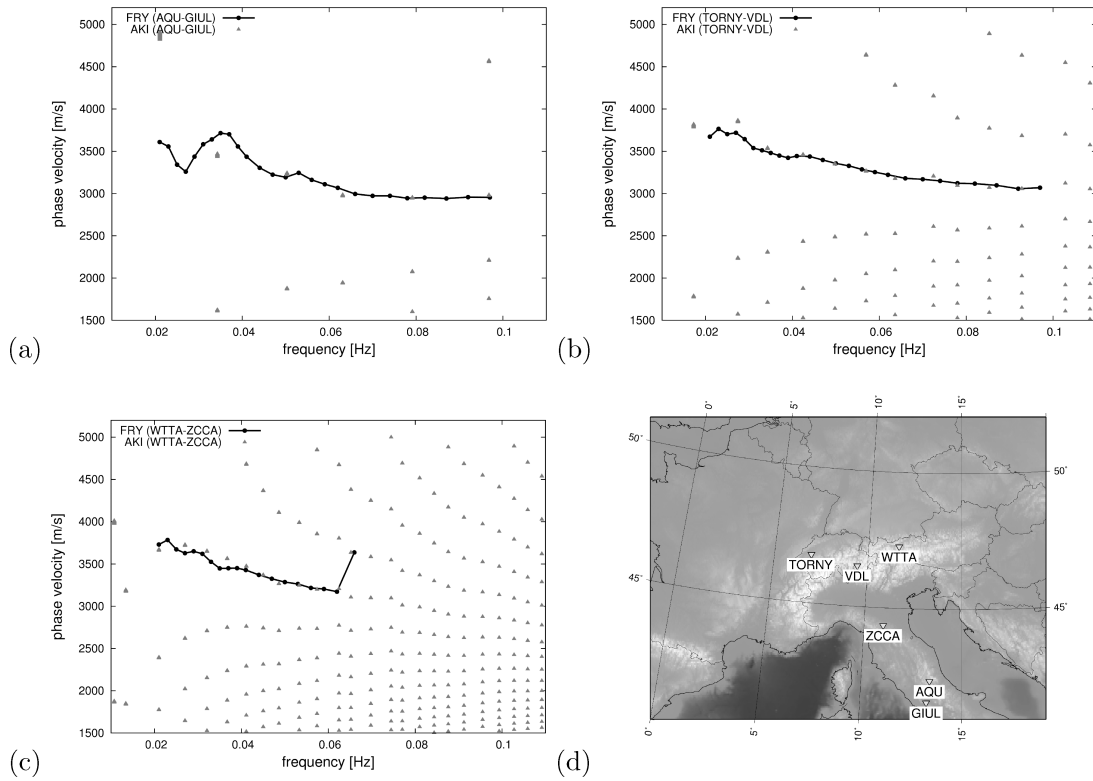 FRY (AQU-GIUL)
AKI (AQU-GIUL)
5000
4500
4000
3500
3000
2500
2000
1500
phase velocity [m/s]
0.02
0.04
0.06
0.08
0.1
frequency [Hz]
(a)
FRY (TORNY-VDL)
AKI (TORNY-VDL)
5000
4500
4000
3500
3000
2500
2000
1500
phase velocity [m/s]
0.02
0.04
0.06
0.08
0.1
frequency [Hz]
(b)
FRY (WTTA-ZCCA)
AKI (WTTA-ZCCA)
5000
4500
4000
3500
3000
2500
2000
1500
phase velocity [m/s]
0.02
0.04
0.06
0.08
0.1
frequency [Hz]
(c)
0°
5°
10°
15°
50°
50°
45°
45°
TORNY
VDL
WTTA
ZCCA
AQU
GIUL
0°
5°
10°
15°
(d)